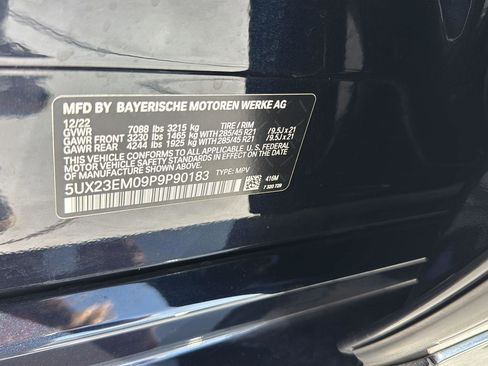 MFD BY BAYERISCHE MOTOREN WERKE AG
12/22 TIRE / RIM
GVWR 7088 lbs 3215 kg
GAWR FRONT 3230 lbs 1465 kg WITH 285/45 R21 /9.5J x 21
GAWR REAR 4244 lbs 1925 kg WITH 285/45 R21 /9.5J x 21
THIS VEHICLE CONFORMS TO ALL APPLICABLE U.S. FEDERAL
MOTOR VEHICLE SAFETY STANDARDS IN EFFECT ON THE DATE
OF MANUFACTURE SHOWN ABOVE.
5UX23EM09P9P90183 TYPE: MPV
416M
7 320 720